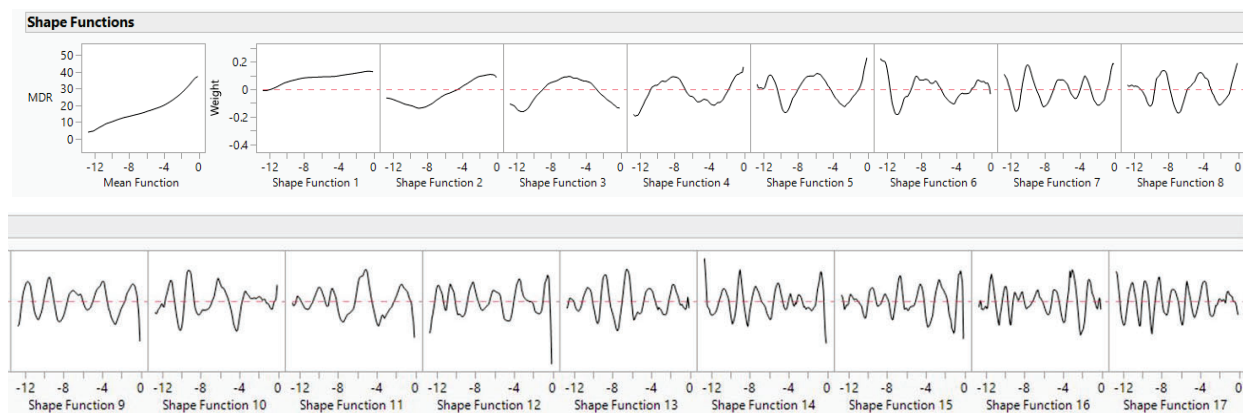 Shape Functions
MDR
50
40
30
20
10
0
-12 -8 -4 0
Mean Function
Weight
0.2
0
-0.2
-0.4
-12 -8 -4 0
Shape Function 1
-12 -8 -4 0
Shape Function 2
-12 -8 -4 0
Shape Function 3
-12 -8 -4 0
Shape Function 4
-12 -8 -4 0
Shape Function 5
-12 -8 -4 0
Shape Function 6
-12 -8 -4 0
Shape Function 7
-12 -8 -4 0
Shape Function 8
-12 -8 -4 0
Shape Function 9
-12 -8 -4 0
Shape Function 10
-12 -8 -4 0
Shape Function 11
-12 -8 -4 0
Shape Function 12
-12 -8 -4 0
Shape Function 13
-12 -8 -4 0
Shape Function 14
-12 -8 -4 0
Shape Function 15
-12 -8 -4 0
Shape Function 16
-12 -8 -4 0
Shape Function 17